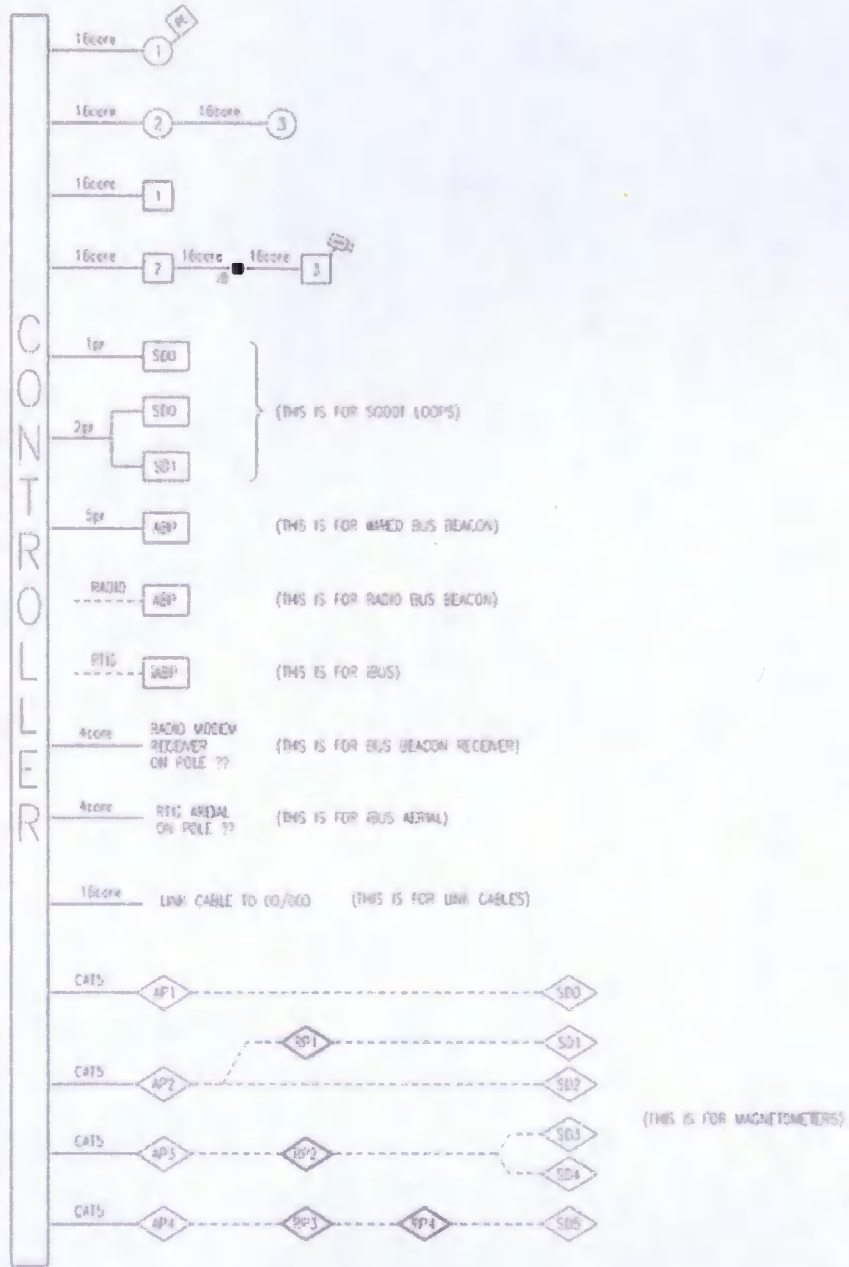 CONTROLLER
16core 1
16core 2 16core 3
16core 1
16core 2 16core 16core 3
1pr SD0
2pr SD0
SD1
(THIS IS FOR SCOOT LOOPS)
5pr ABP (THIS IS FOR WIRED BUS BEACON)
RADIO ABP (THIS IS FOR RADIO BUS BEACON)
RTIG ABP (THIS IS FOR IBUS)
4core RADIO MODEM
RECEIVER
ON POLE ?? (THIS IS FOR BUS BEACON RECEIVER)
4core RTIG AERIAL
ON POLE ?? (THIS IS FOR IBUS AERIAL)
16core LINK CABLE TO 00/000 (THIS IS FOR LINK CABLES)
CAT5 AP1 SD0
RP1 SD1
CAT5 AP2 SD2
(THIS IS FOR MAGNETOMETERS)
SD3
CAT5 AP3 RP2
SD4
CAT5 AP4 RP3 RP4 SD5